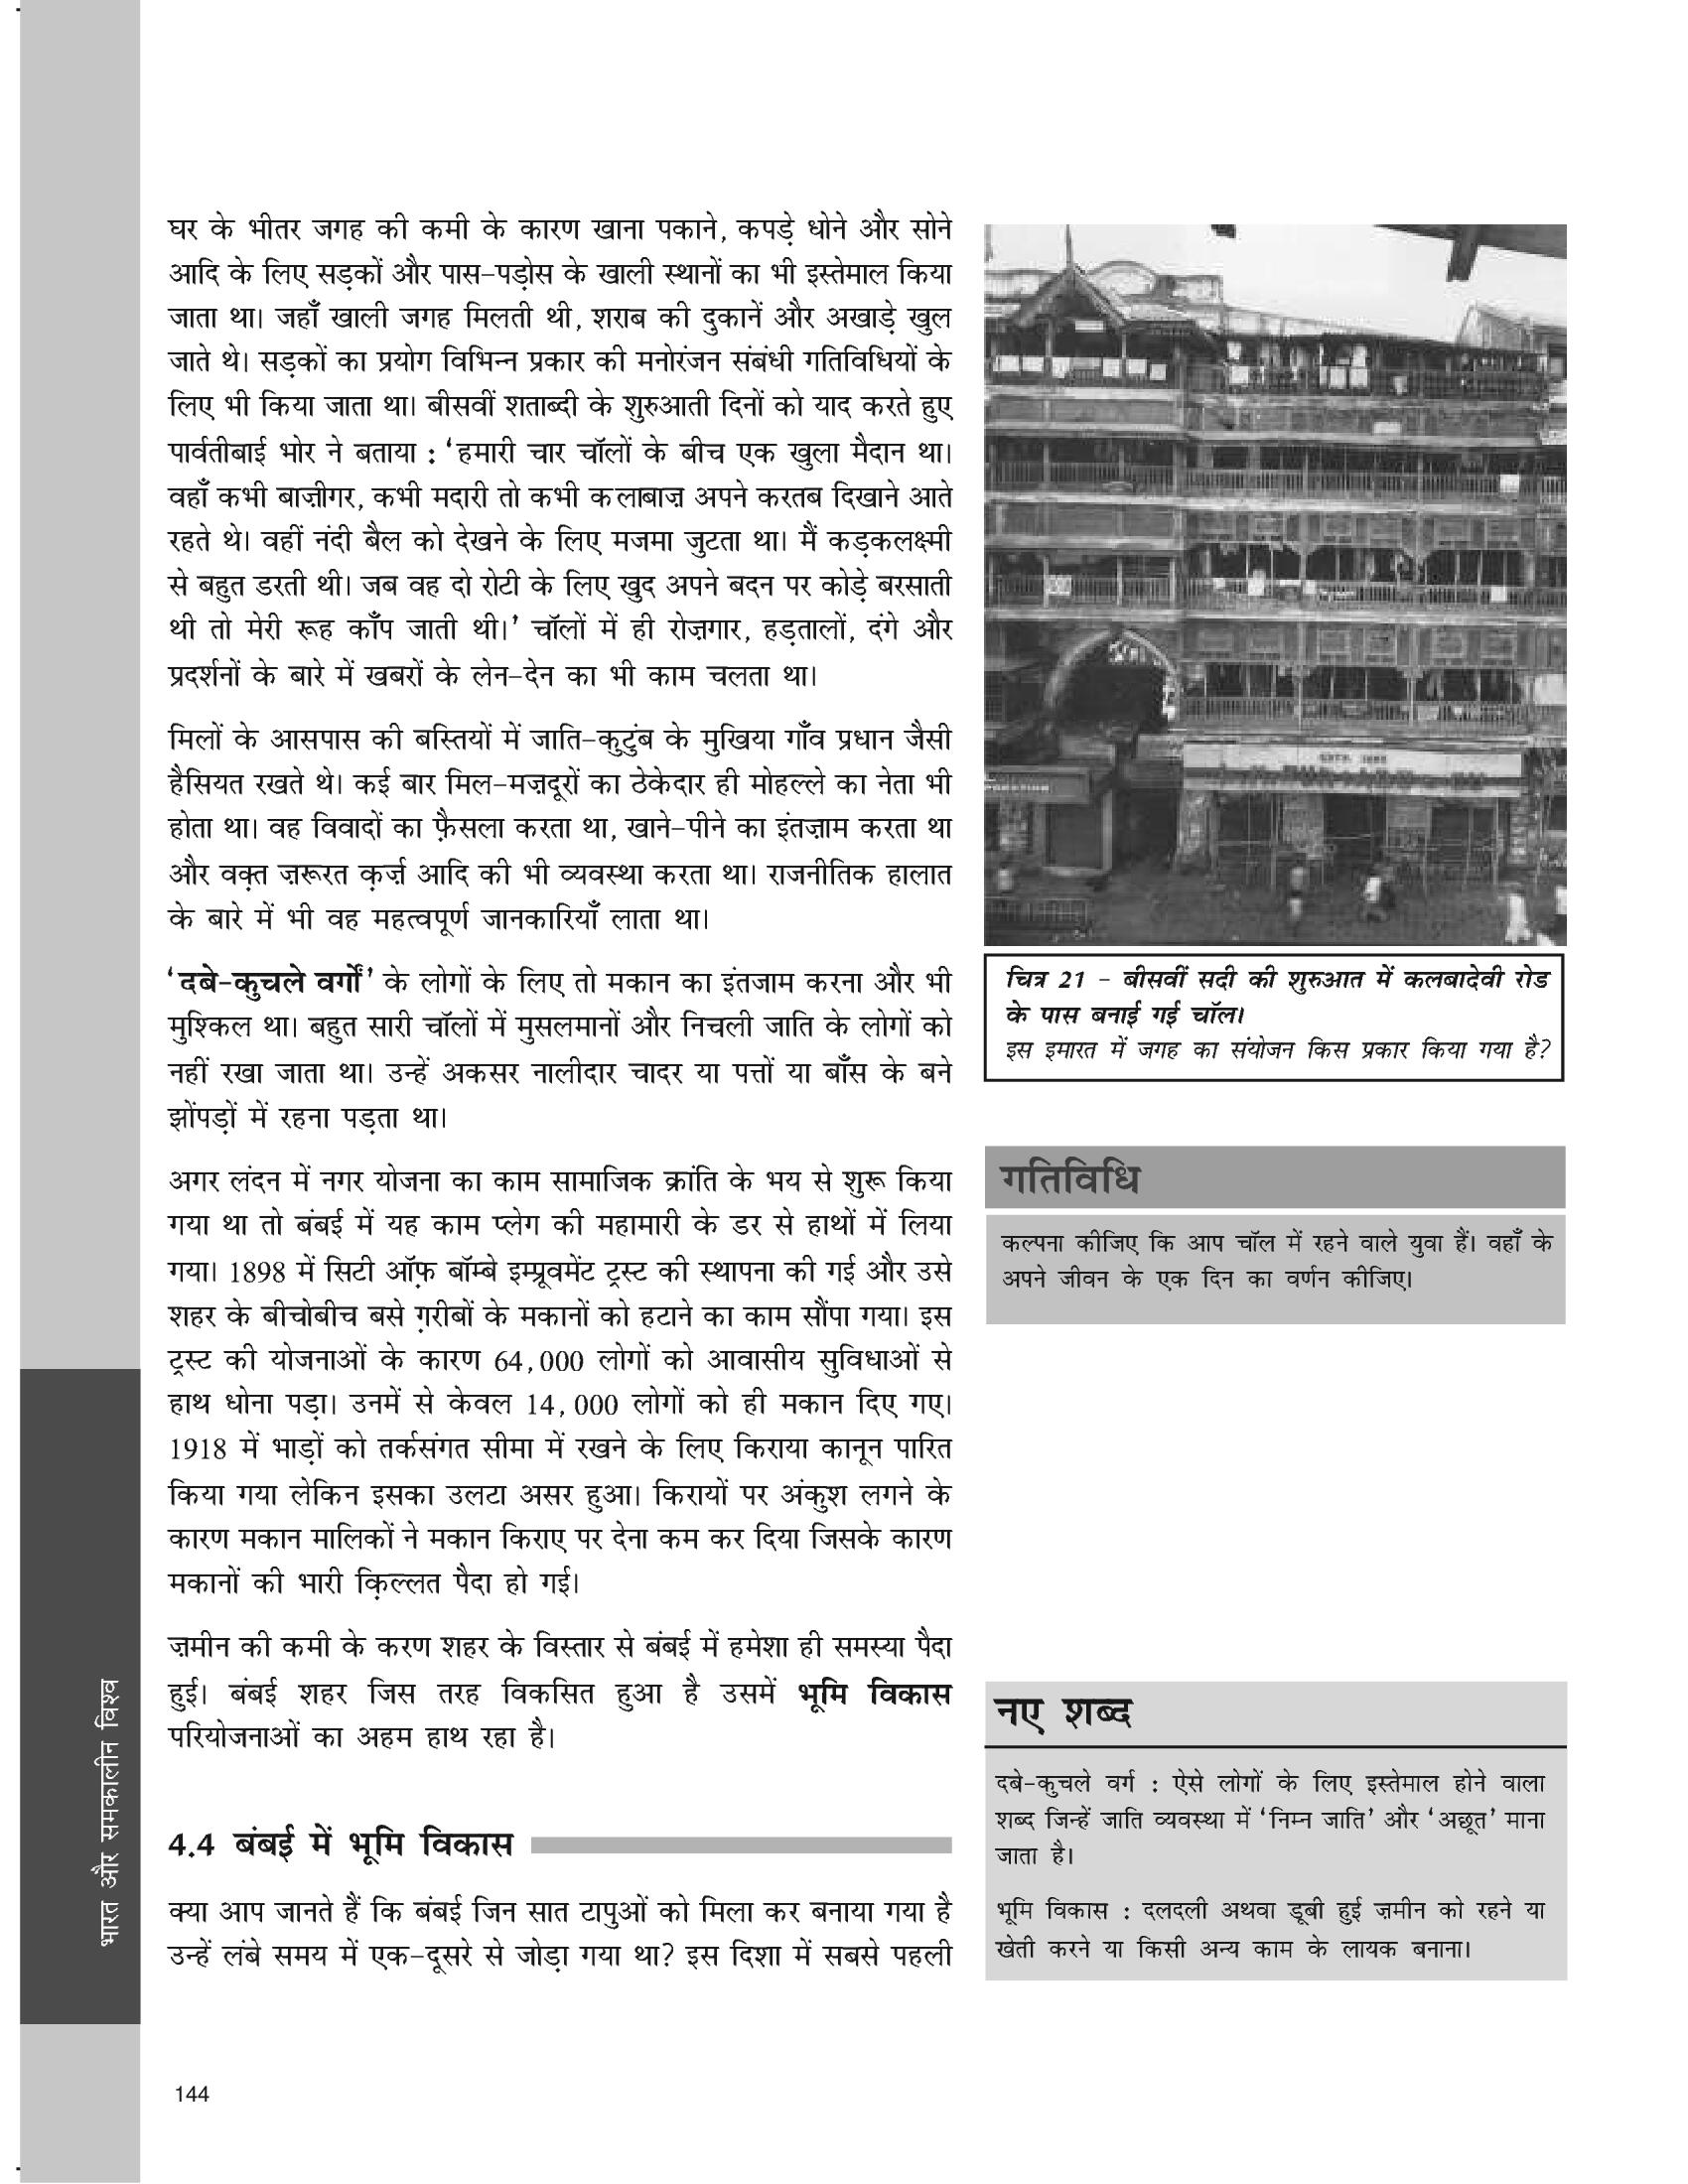 घर के भीतर जगह की कमी के कारण खाना पकाने, कपड़े धोने और सोने
आदि के लिए सड़कों और पास-पड़ोस के खाली स्थानों का भी इस्तेमाल किया
जाता था। जहाँ खाली जगह मिलती थी, शराब की दुकानें और अखाड़े खुल
जाते थे। सड़कों का प्रयोग विभिन्न प्रकार की मनोरंजन संबंधी गतिविधियों के
लिए भी किया जाता था। बीसवीं शताब्दी के शुरुआती दिनों को याद करते हुए
पार्वतीबाई भोर ने बताया : ‘हमारी चार चॉलों के बीच एक खुला मैदान था।
वहाँ कभी बाज़ीगर, कभी मदारी तो कभी कलाबाज़ अपने करतब दिखाने आते
रहते थे। वहीं नंदी बैल को देखने के लिए मजमा जुटता था। मैं कड़कलक्ष्मी
से बहुत डरती थी। जब वह दो रोटी के लिए खुद अपने बदन पर कोड़े बरसाती
थी तो मेरी रूह काँप जाती थी।’ चॉलों में ही रोज़गार, हड़तालों, दंगे और
प्रदर्शनों के बारे में खबरों के लेन-देन का भी काम चलता था।
मिलों के आसपास की बस्तियों में जाति-कुटुंब के मुखिया गाँव प्रधान जैसी
हैसियत रखते थे। कई बार मिल-मज़दूरों का ठेकेदार ही मोहल्ले का नेता भी
होता था। वह विवादों का फ़ैसला करता था, खाने-पीने का इंतज़ाम करता था
और वक़्त ज़रूरत क़र्ज़ आदि की भी व्यवस्था करता था। राजनीतिक हालात
के बारे में भी वह महत्वपूर्ण जानकारियाँ लाता था।
‘दबे-कुचले वर्गों’ के लोगों के लिए तो मकान का इंतजाम करना और भी
मुश्किल था। बहुत सारी चॉलों में मुसलमानों और निचली जाति के लोगों को
नहीं रखा जाता था। उन्हें अकसर नालीदार चादर या पत्तों या बाँस के बने
झोंपड़ों में रहना पड़ता था।
अगर लंदन में नगर योजना का काम सामाजिक क्रांति के भय से शुरू किया
गया था तो बंबई में यह काम प्लेग की महामारी के डर से हाथों में लिया
गया। 1898 में सिटी ऑफ़ बॉम्बे इम्प्रूवमेंट ट्रस्ट की स्थापना की गई और उसे
शहर के बीचोबीच बसे ग़रीबों के मकानों को हटाने का काम सौंपा गया। इस
ट्रस्ट की योजनाओं के कारण 64,000 लोगों को आवासीय सुविधाओं से
हाथ धोना पड़ा। उनमें से केवल 14,000 लोगों को ही मकान दिए गए।
1918 में भाड़ों को तर्कसंगत सीमा में रखने के लिए किराया कानून पारित
किया गया लेकिन इसका उलटा असर हुआ। किरायों पर अंकुश लगने के
कारण मकान मालिकों ने मकान किराए पर देना कम कर दिया जिसके कारण
मकानों की भारी क़िल्लत पैदा हो गई।
ज़मीन की कमी के करण शहर के विस्तार से बंबई में हमेशा ही समस्या पैदा
हुई। बंबई शहर जिस तरह विकसित हुआ है उसमें भूमि विकास
परियोजनाओं का अहम हाथ रहा है।
4.4 बंबई में भूमि विकास
क्या आप जानते हैं कि बंबई जिन सात टापुओं को मिला कर बनाया गया है
उन्हें लंबे समय में एक-दूसरे से जोड़ा गया था? इस दिशा में सबसे पहली
चित्र 21 - बीसवीं सदी की शुरुआत में कलबादेवी रोड
के पास बनाई गई चॉल।
इस इमारत में जगह का संयोजन किस प्रकार किया गया है?
गतिविधि
कल्पना कीजिए कि आप चॉल में रहने वाले युवा हैं। वहाँ के
अपने जीवन के एक दिन का वर्णन कीजिए।
नए शब्द
दबे-कुचले वर्ग : ऐसे लोगों के लिए इस्तेमाल होने वाला
शब्द जिन्हें जाति व्यवस्था में ‘निम्न जाति’ और ‘अछूत’ माना
जाता है।
भूमि विकास : दलदली अथवा डूबी हुई ज़मीन को रहने या
खेती करने या किसी अन्य काम के लायक बनाना।
भारत और समकालीन विश्व
144